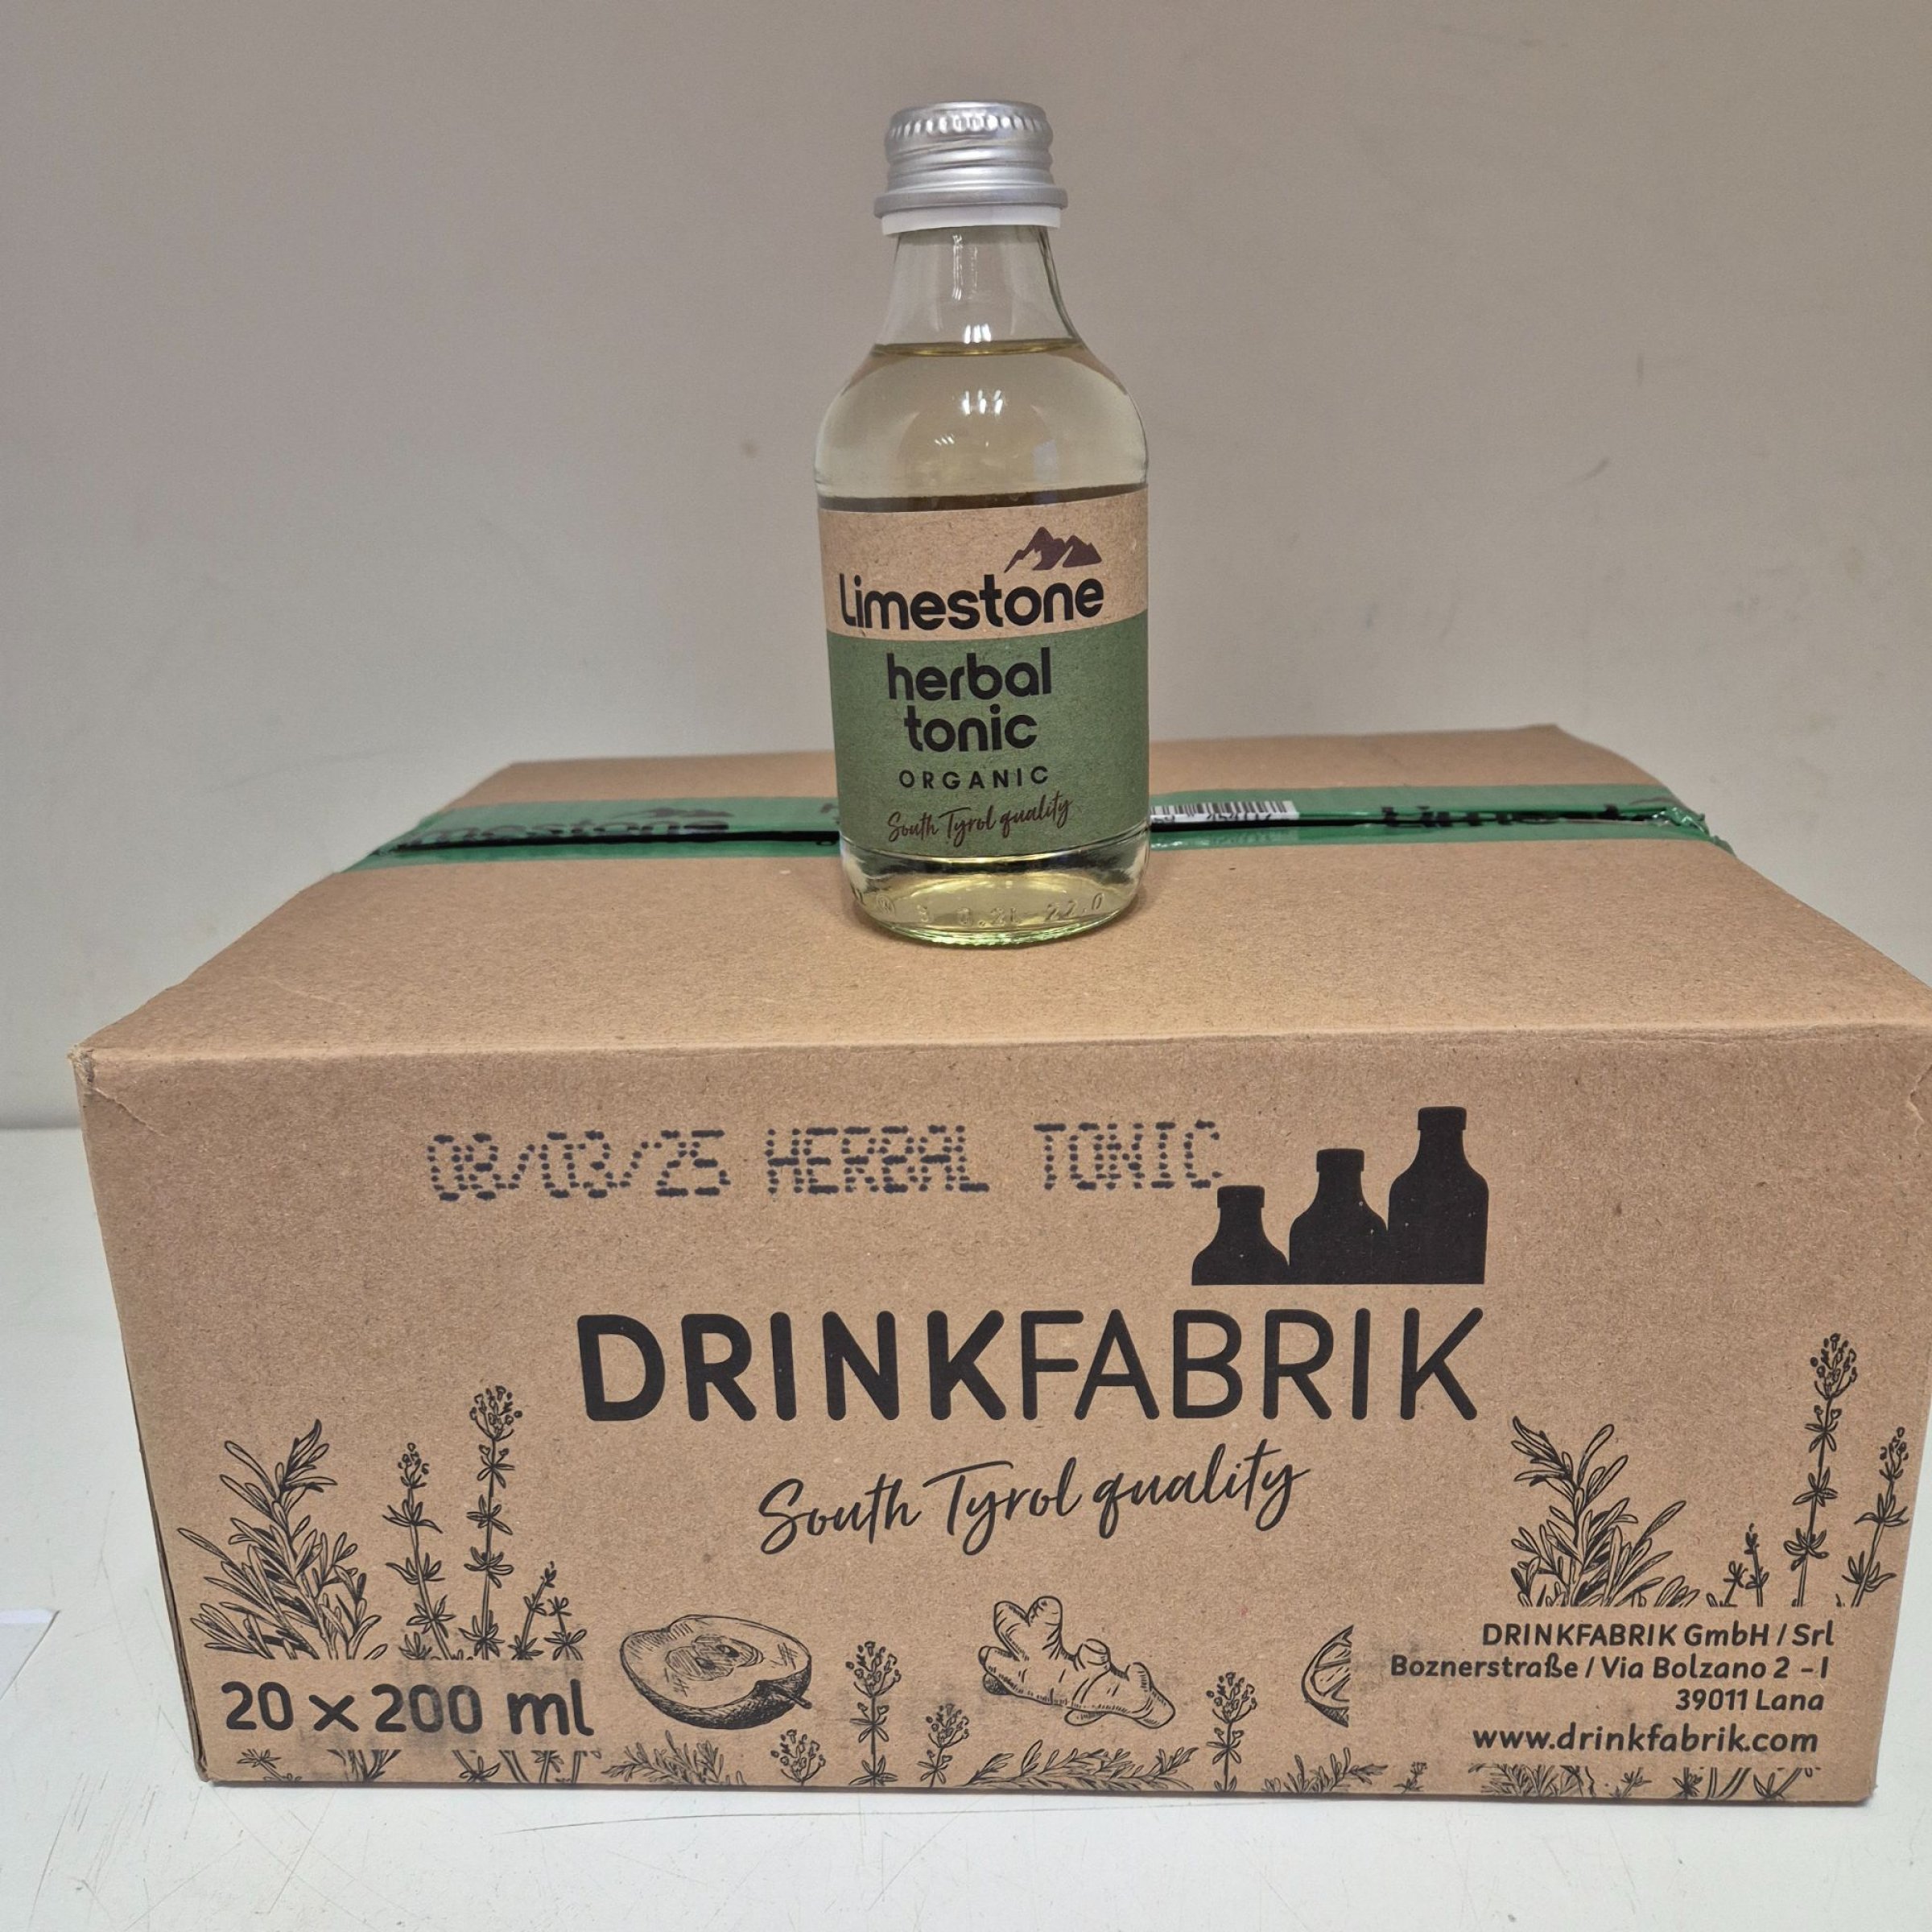 Limestone
herbal
tonic
ORGANIC
South Tyrol quality
08/03/25 HERBAL TONIC
DRINKFABRIK
South Tyrol quality
20 x 200 ml
DRINKFABRIK GmbH / Srl
Boznerstraße / Via Bolzano 2 - I
39011 Lana
www.drinkfabrik.com